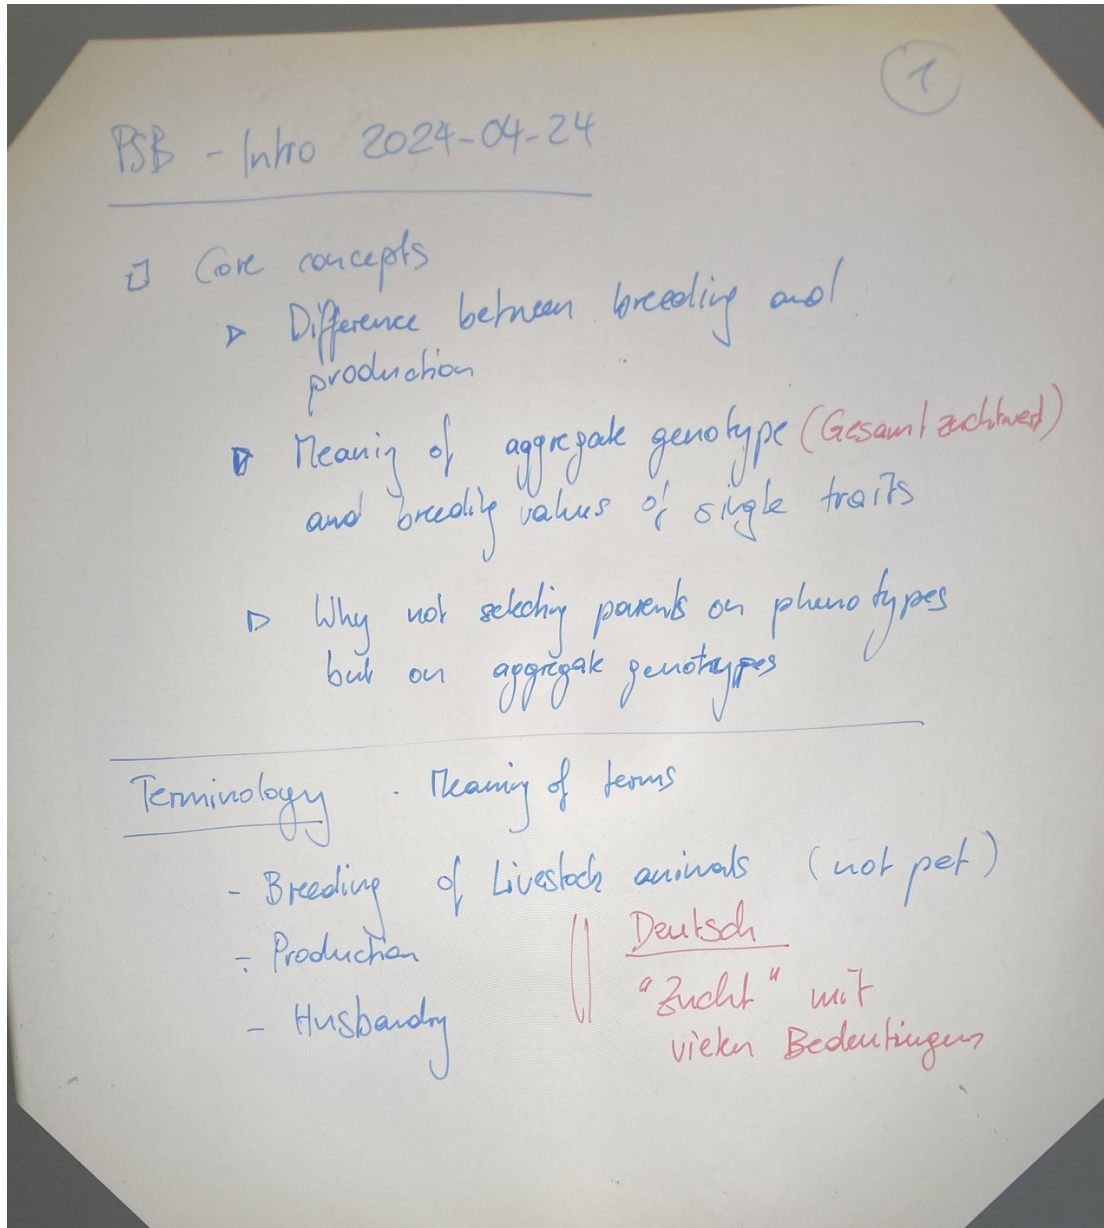 1
PSB - Intro 2024-04-24
Core concepts
Difference between breeding and
production
Meaning of aggregate genotype (Gesamtzuchtwert)
and breeding values of single traits
Why not selecting parents on phenotypes
but on aggregate genotypes
Terminology . Meaning of terms
- Breeding of Livestock animals (not pet)
- Production
- Husbandry
Deutsch
"Zucht" mit
vielen Bedeutungen